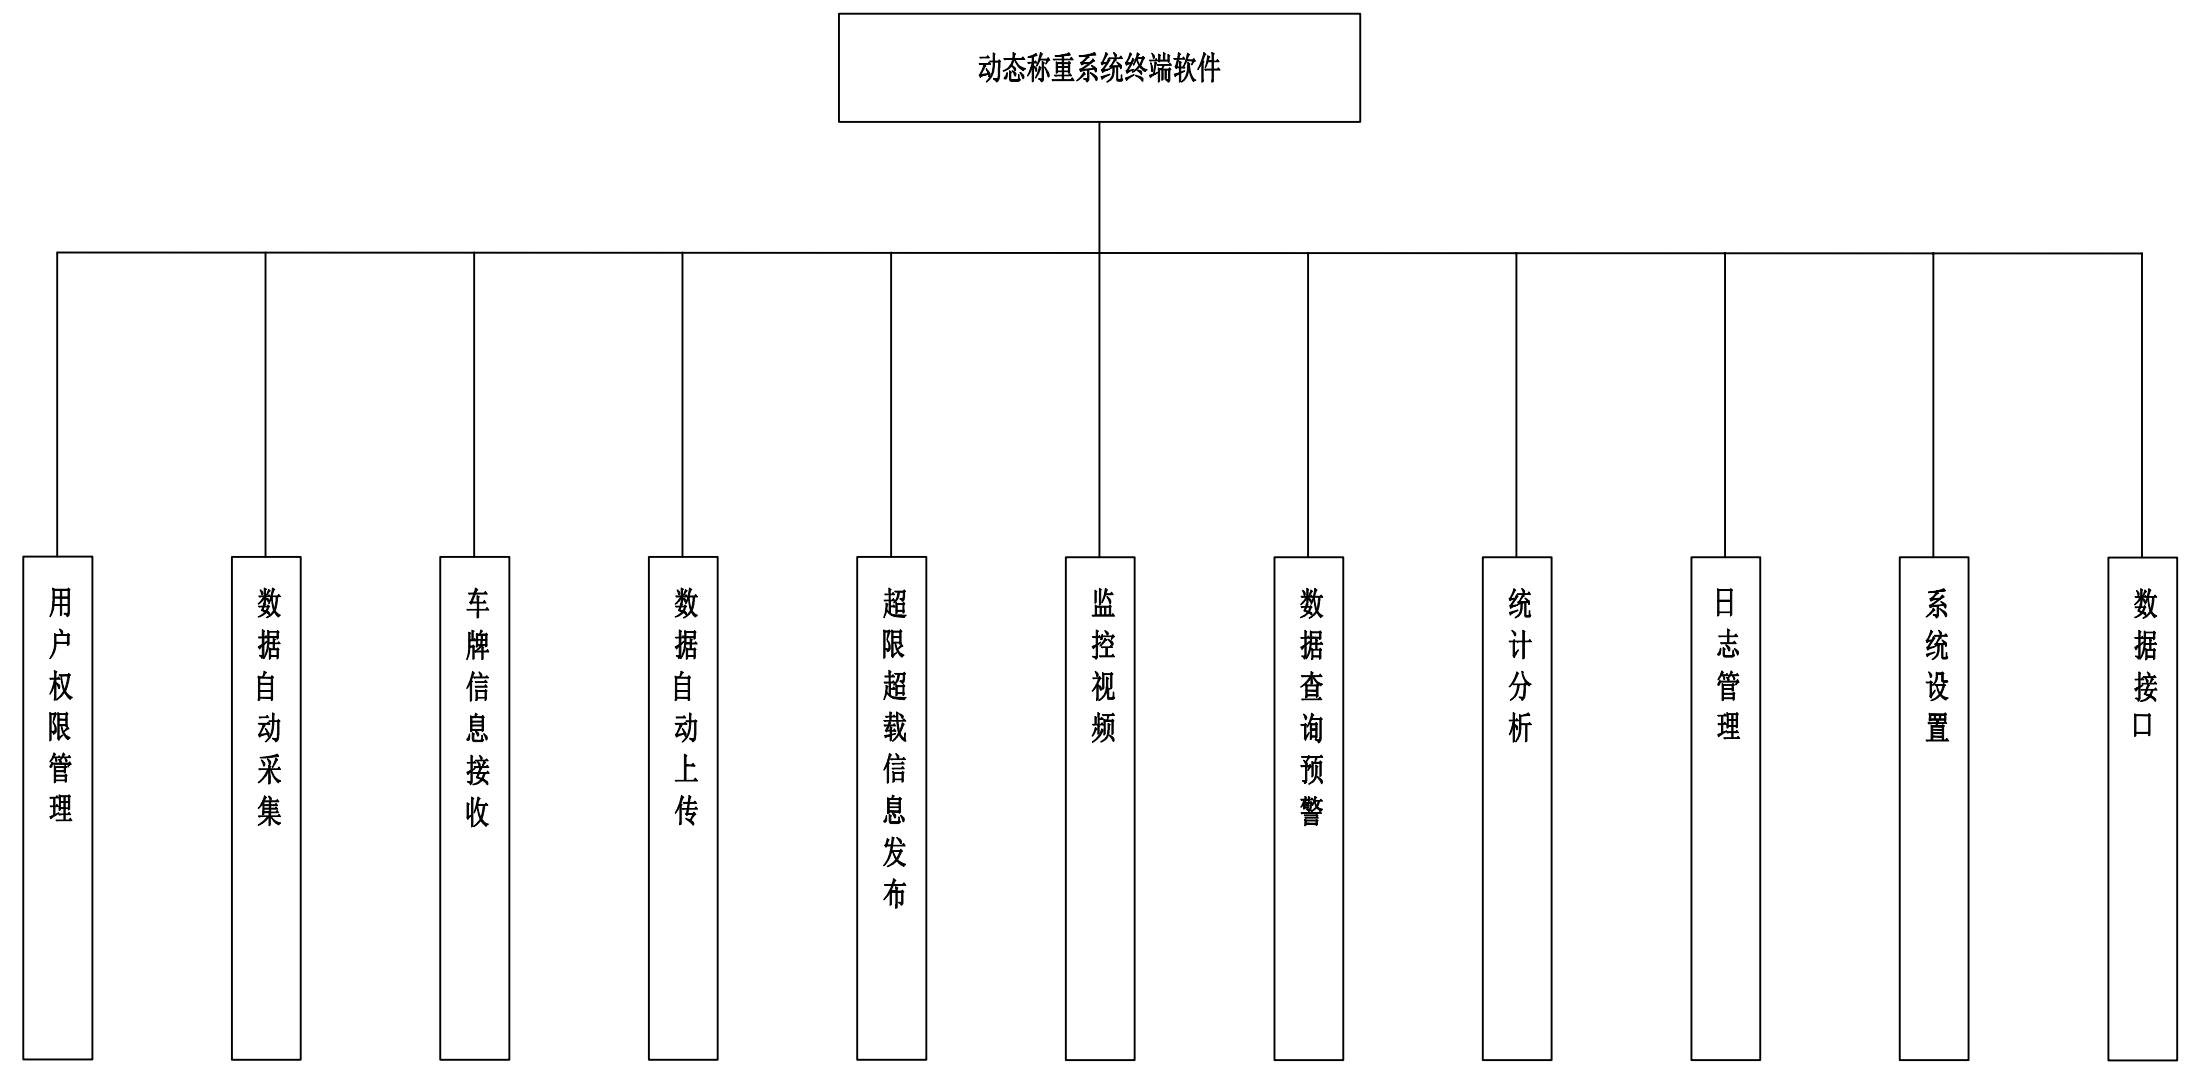 动态称重系统终端软件
用户权限管理
数据自动采集
车牌信息接收
数据自动上传
超限超载信息发布
监控视频
数据查询预警
统计分析
日志管理
系统设置
数据接口